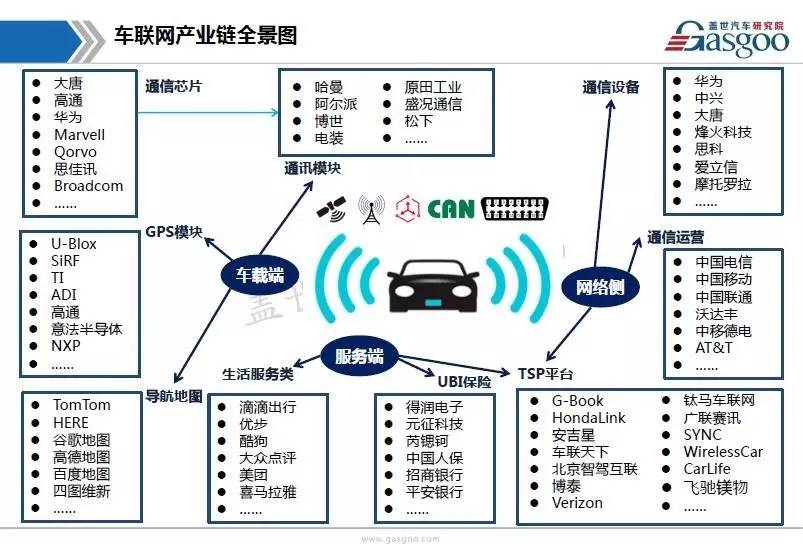 车联网产业链全景图
盖世汽车研究院
Gasgoo
大唐
高通
华为
Marvell
Qorvo
思佳讯
Broadcom
……
通信芯片
哈曼
阿尔派
博世
电装
原田工业
盛况通信
松下
……
通信设备
华为
中兴
大唐
烽火科技
思科
爱立信
摩托罗拉
……
通讯模块
CAN
GPS模块
U-Blox
SiRF
TI
ADI
高通
意法半导体
NXP
……
车载端
网络侧
通信运营
中国电信
中国移动
中国联通
沃达丰
中移德电
AT&T
……
服务端
导航地图
TomTom
HERE
谷歌地图
高德地图
百度地图
四图维新
……
生活服务类
滴滴出行
优步
酷狗
大众点评
美团
喜马拉雅
……
UBI保险
得润电子
元征科技
芮锶钶
中国人保
招商银行
平安银行
……
TSP平台
G-Book
HondaLink
安吉星
车联天下
北京智驾互联
博泰
Verizon
钛马车联网
广联赛讯
SYNC
WirelessCar
CarLife
飞驰镁物
……
www.gasgoo.com